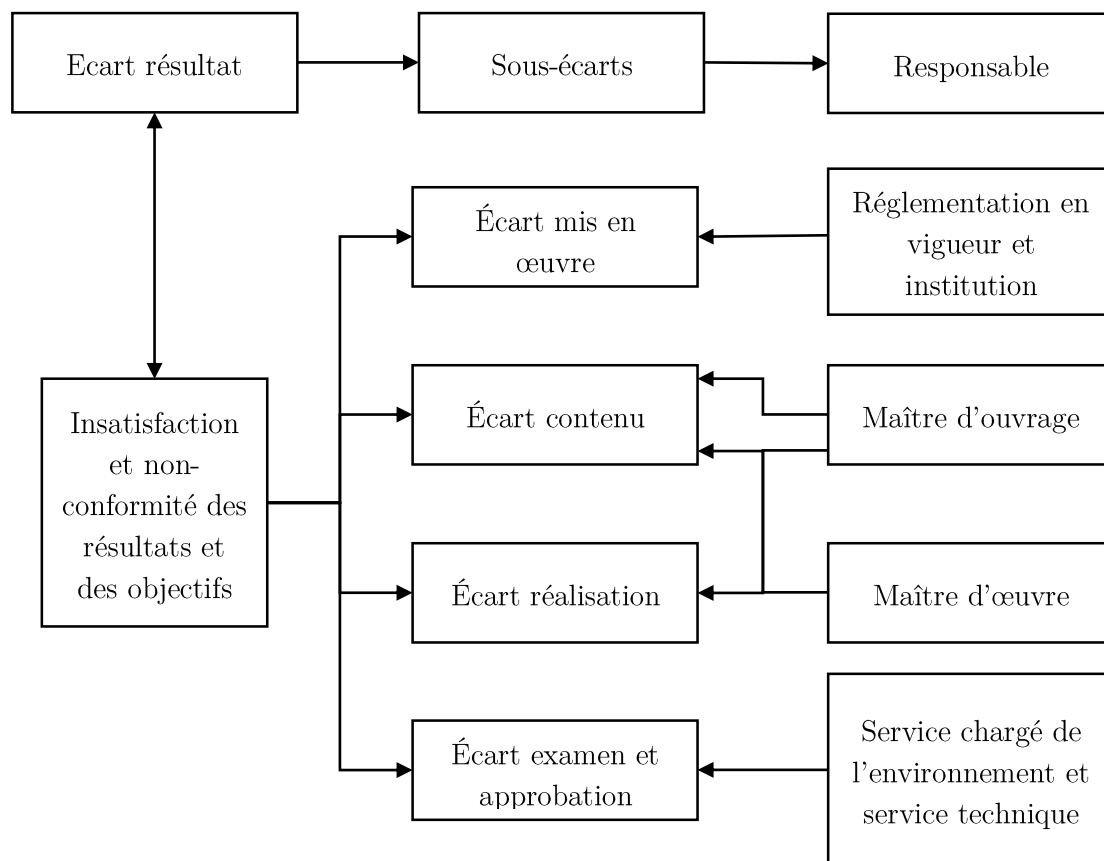 Ecart résultat
Sous-écarts
Responsable
Écart mis en
œuvre
Réglementation en
vigueur et
institution
Insatisfaction
et non-
conformité des
résultats et
des objectifs
Écart contenu
Maître d'ouvrage
Écart réalisation
Maître d'œuvre
Écart examen et
approbation
Service chargé de
l'environnement et
service technique